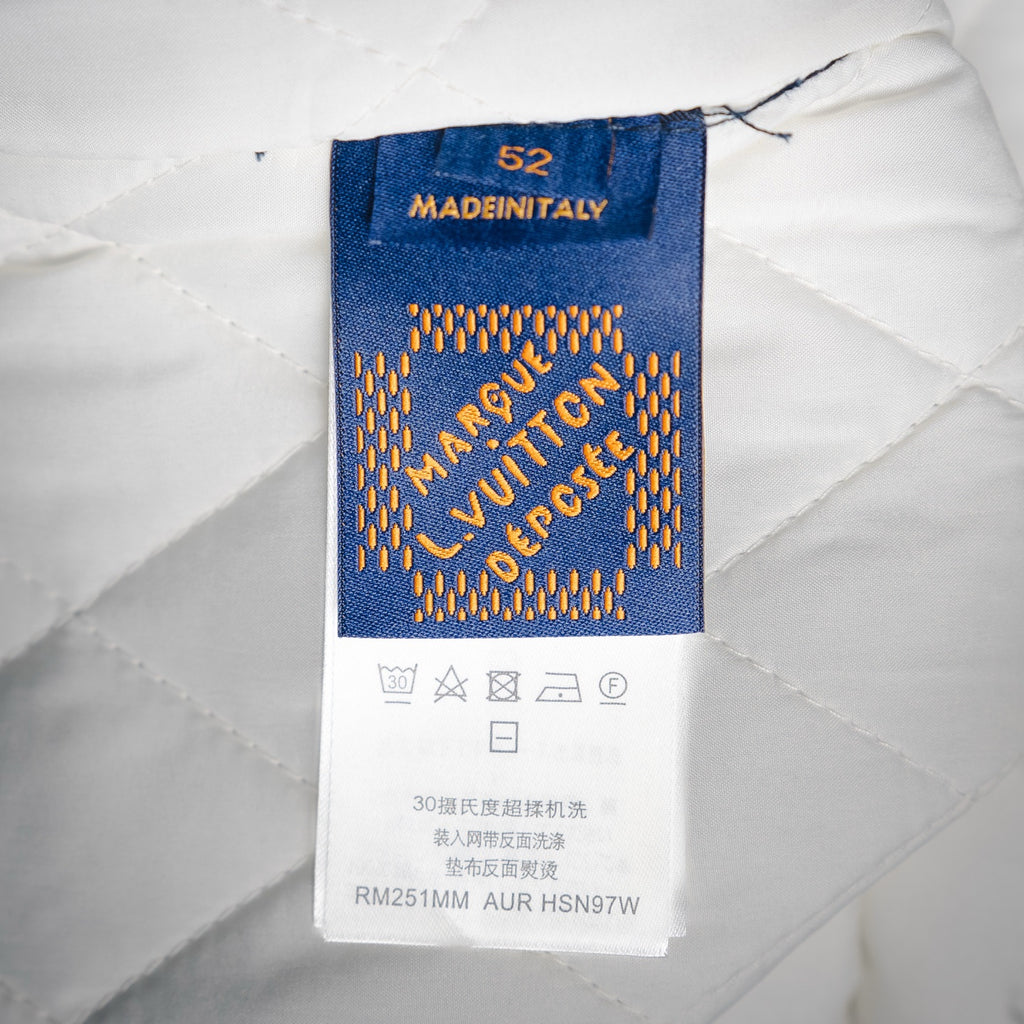 52
MADEINITALY
MARQUE
L.VUITTON
DÉPOSÉE
30
F
30摄氏度超揉机洗
装入网带反面洗涤
垫布反面熨烫
RM251MM AUR HSN97W